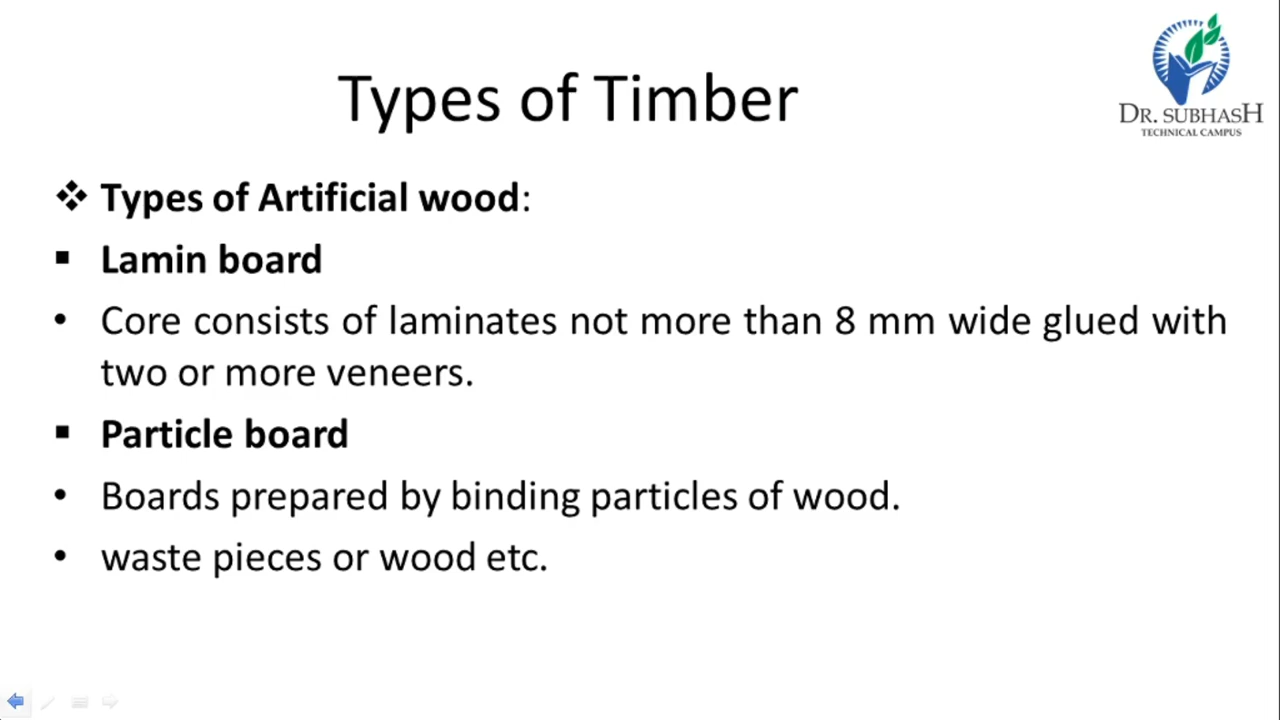 DR. SUBHASH
TECHNICAL CAMPUS
Types of Timber
❖ Types of Artificial wood:
▪ Lamin board
• Core consists of laminates not more than 8 mm wide glued with
two or more veneers.
▪ Particle board
• Boards prepared by binding particles of wood.
• waste pieces or wood etc.